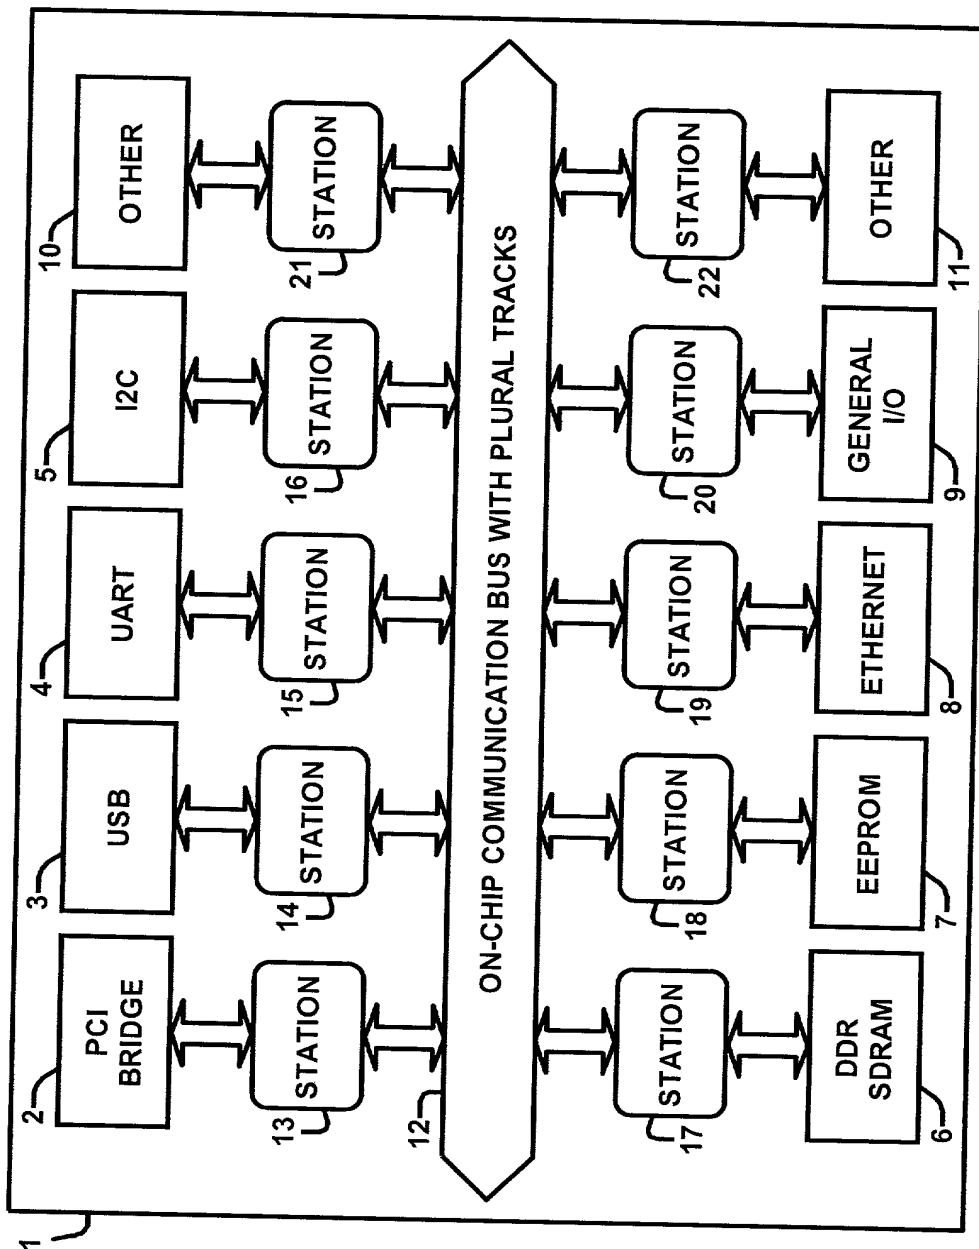 1
2
PCI
BRIDGE
3
USB
4
UART
5
I2C
10
OTHER
13
STATION
14
STATION
15
STATION
16
STATION
21
STATION
12
ON-CHIP COMMUNICATION BUS WITH PLURAL TRACKS
STATION
17
STATION
18
STATION
19
STATION
20
STATION
22
DDR
SDRAM
6
EEPROM
7
ETHERNET
8
GENERAL
I/O
9
OTHER
11